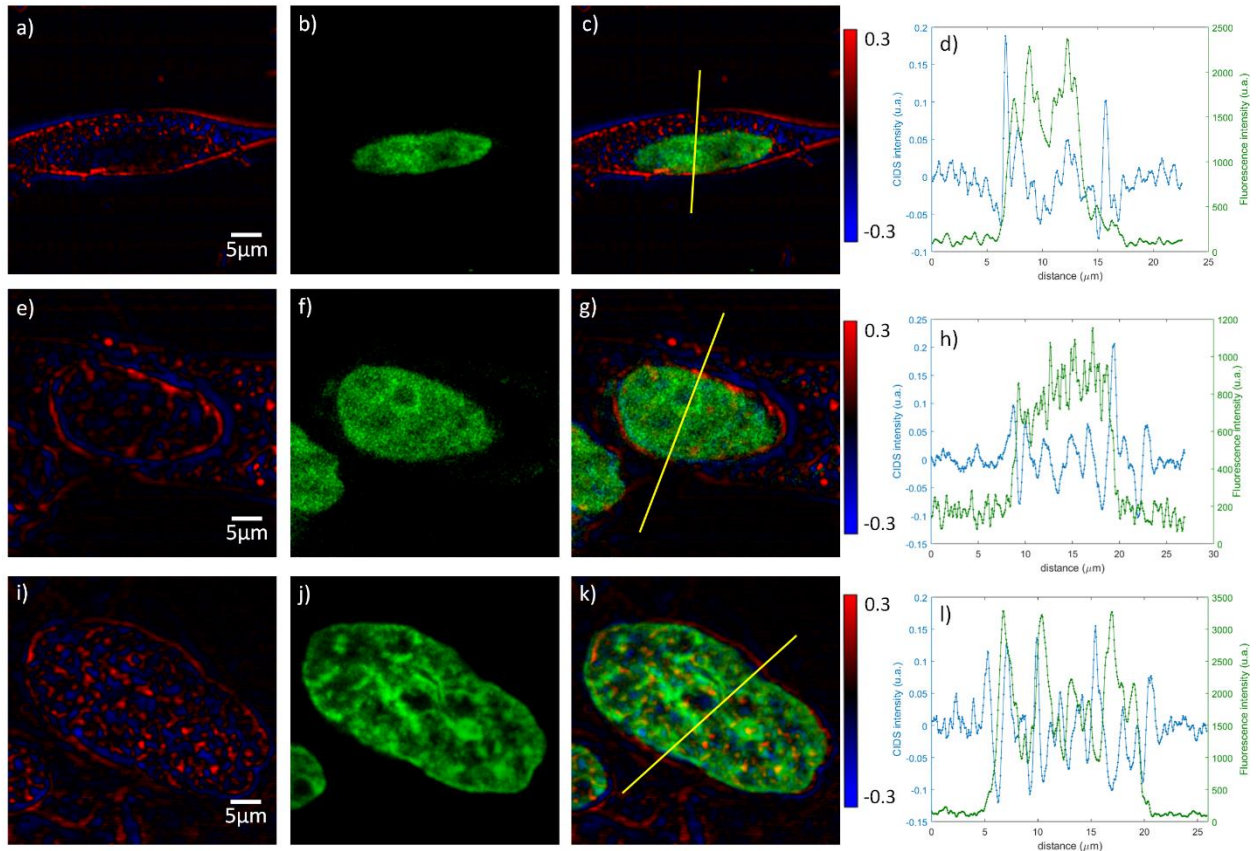 a)
b)
c)
0.3
-0.3
5μm
d)
CIDS intensity (u.a.)
0.2
0.15
0.1
0.05
0
-0.05
-0.1
Fluorescence intensity (u.a.)
2500
2000
1500
1000
500
0
0 5 10 15 20 25
distance (μm)
e)
f)
g)
0.3
-0.3
5μm
h)
CIDS intensity (u.a.)
0.25
0.2
0.15
0.1
0.05
0
-0.05
-0.1
-0.15
Fluorescence intensity (u.a.)
1200
1000
800
600
400
200
0
0 5 10 15 20 25 30
distance (μm)
i)
j)
k)
0.3
-0.3
5μm
l)
CIDS intensity (u.a.)
0.2
0.15
0.1
0.05
0
-0.05
-0.1
-0.15
Fluorescence intensity (u.a.)
3500
3000
2500
2000
1500
1000
500
0
0 5 10 15 20 25
distance (μm)